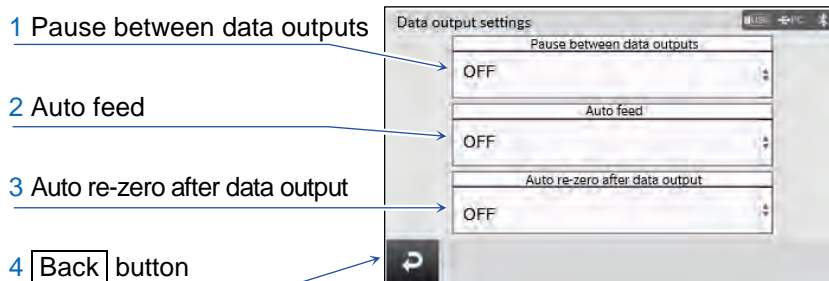 1 Pause between data outputs
2 Auto feed
3 Auto re-zero after data output
4 Back button
Data output settings
USB PC
Pause between data outputs
OFF
Auto feed
OFF
Auto re-zero after data output
OFF